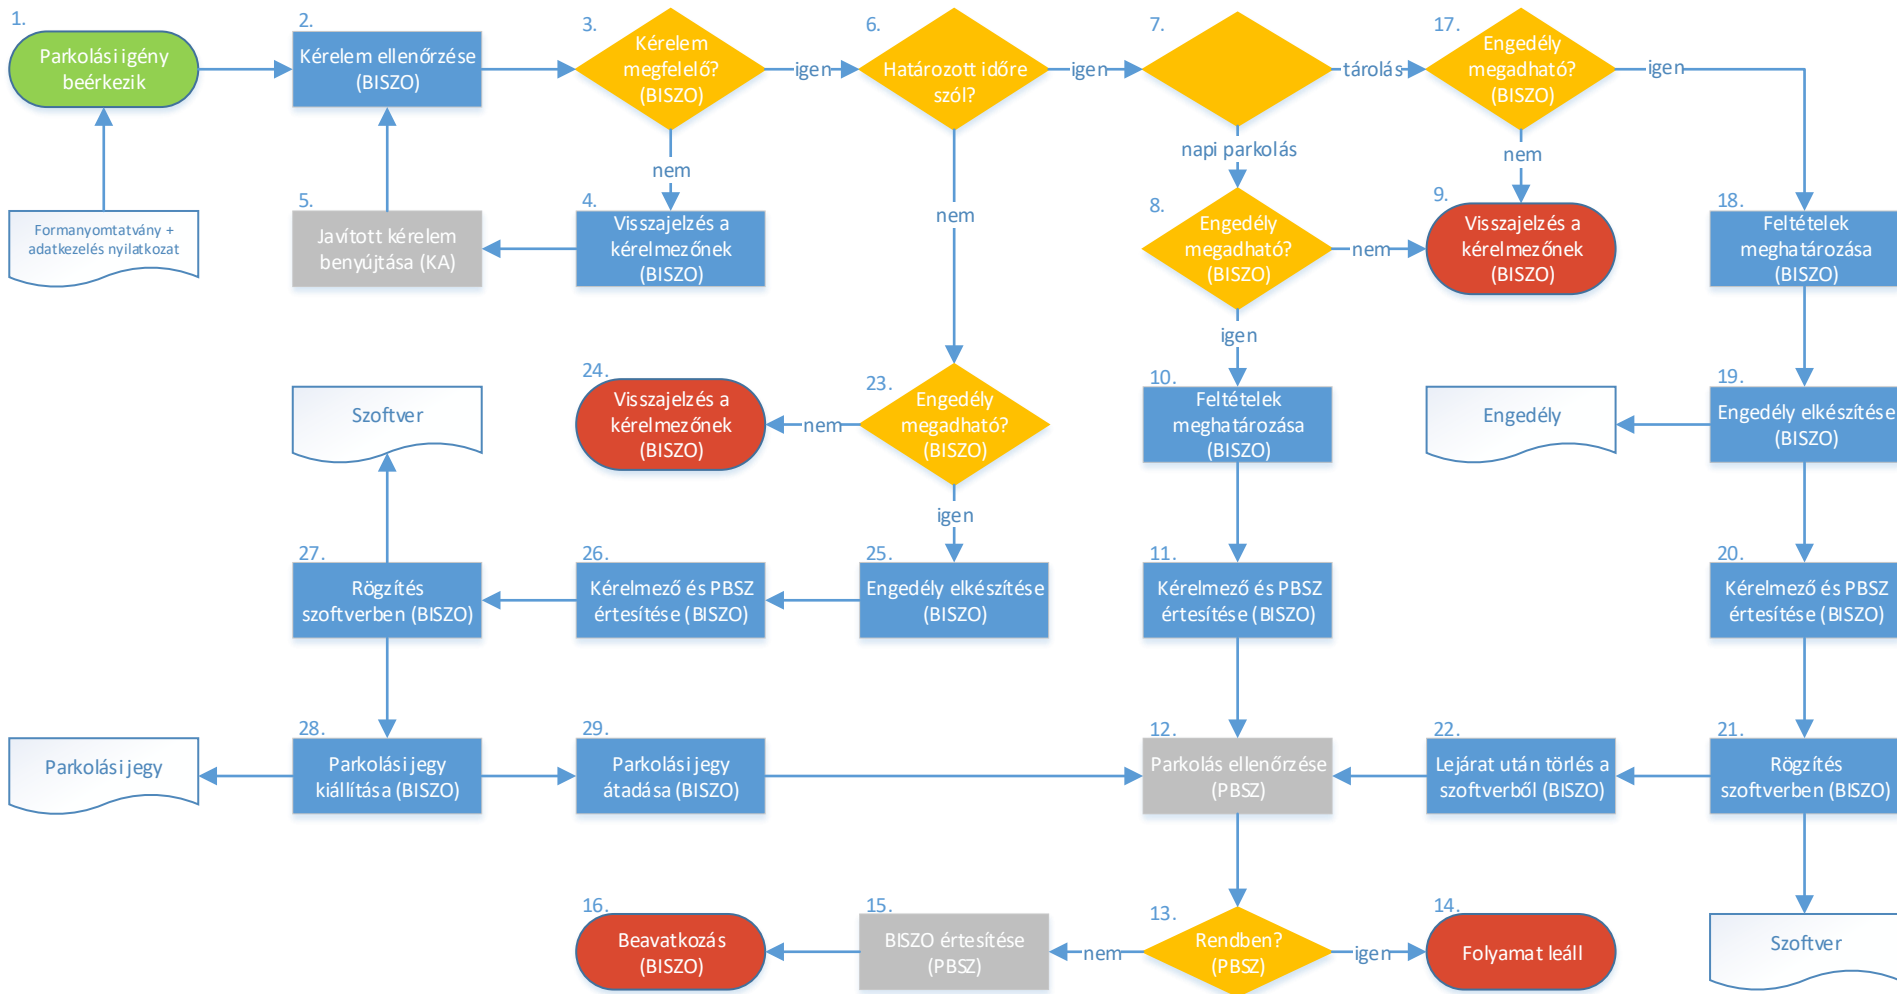 1.
Parkolási igény
beérkezik
2.
Kérelem ellenőrzése
(BISZO)
3.
Kérelem
megfelelő?
(BISZO)
igen
6.
Határozott időre
szól?
igen
7.
tárolás
17.
Engedély
megadható?
(BISZO)
igen
nem
napi parkolás
nem
Formanyomtatvány +
adatkezelés nyilatkozat
5.
Javított kérelem
benyújtása (KA)
4.
Visszajelzés a
kérelmezőnek
(BISZO)
nem
8.
Engedély
megadható?
(BISZO)
nem
9.
Visszajelzés a
kérelmezőnek
(BISZO)
18.
Feltételek
meghatározása
(BISZO)
igen
Szoftver
24.
Visszajelzés a
kérelmezőnek
(BISZO)
nem
23.
Engedély
megadható?
(BISZO)
10.
Feltételek
meghatározása
(BISZO)
Engedély
19.
Engedély elkészítése
(BISZO)
igen
27.
Rögzítés
szoftverben (BISZO)
26.
Kérelmező és PBSZ
értesítése (BISZO)
25.
Engedély elkészítése
(BISZO)
11.
Kérelmező és PBSZ
értesítése (BISZO)
20.
Kérelmező és PBSZ
értesítése (BISZO)
Parkolási jegy
28.
Parkolási jegy
kiállítása (BISZO)
29.
Parkolási jegy
átadása (BISZO)
12.
Parkolás ellenőrzése
(PBSZ)
22.
Lejárat után törlés a
szoftverből (BISZO)
21.
Rögzítés
szoftverben (BISZO)
16.
Beavatkozás
(BISZO)
15.
BISZO értesítése
(PBSZ)
nem
13.
Rendben?
(PBSZ)
igen
14.
Folyamat leáll
Szoftver